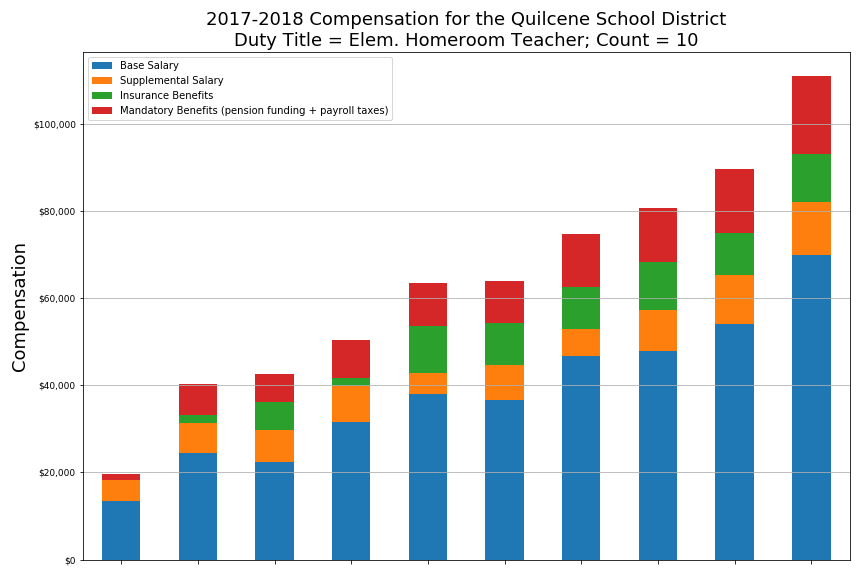 2017-2018 Compensation for the Quilcene School District
Duty Title = Elem. Homeroom Teacher; Count = 10
Base Salary
Supplemental Salary
Insurance Benefits
Mandatory Benefits (pension funding + payroll taxes)
$100,000
$80,000
$60,000
$40,000
$20,000
$0
Compensation